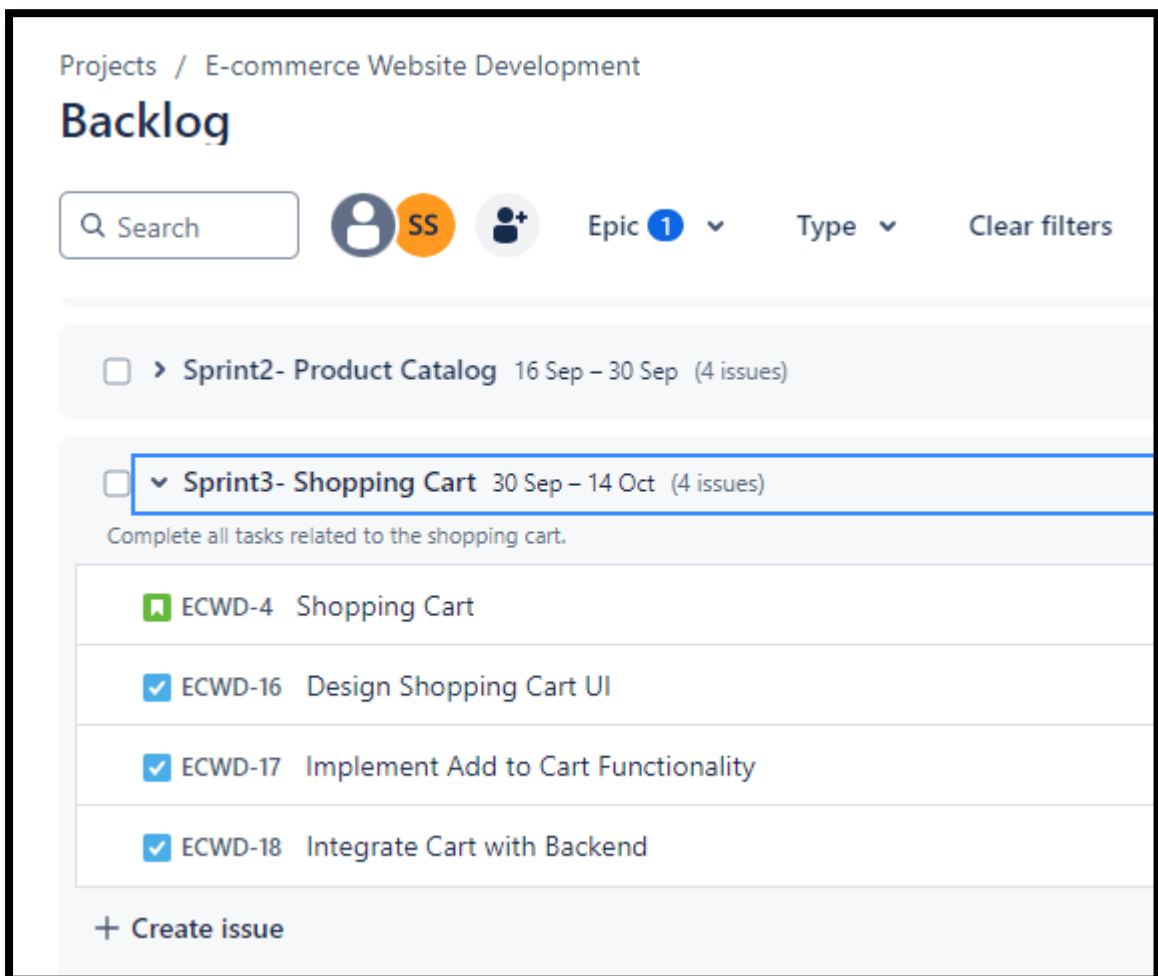 Projects / E-commerce Website Development
Backlog
Search SS Epic 1 Type Clear filters
Sprint2- Product Catalog 16 Sep – 30 Sep (4 issues)
Sprint3- Shopping Cart 30 Sep – 14 Oct (4 issues)
Complete all tasks related to the shopping cart.
ECWD-4 Shopping Cart
ECWD-16 Design Shopping Cart UI
ECWD-17 Implement Add to Cart Functionality
ECWD-18 Integrate Cart with Backend
+ Create issue